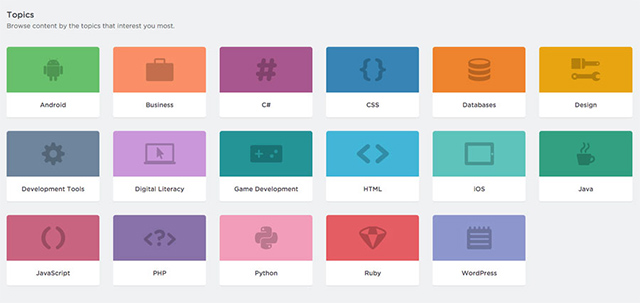 Topics
Browse content by the topics that interest you most.
Android
Business
C#
CSS
Databases
Design
Development Tools
Digital Literacy
Game Development
HTML
iOS
Java
JavaScript
PHP
Python
Ruby
WordPress